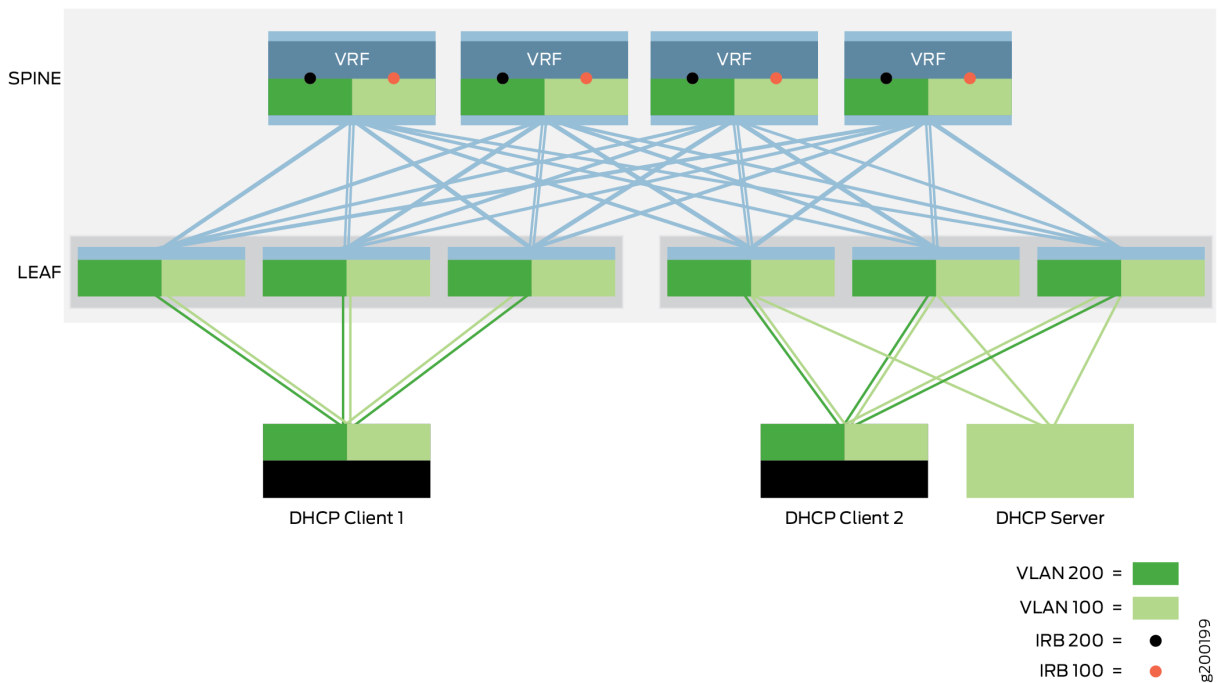 SPINE
VRF
VRF
VRF
VRF
LEAF
DHCP Client 1
DHCP Client 2
DHCP Server
VLAN 200 =
VLAN 100 =
IRB 200 =
IRB 100 =
g200199